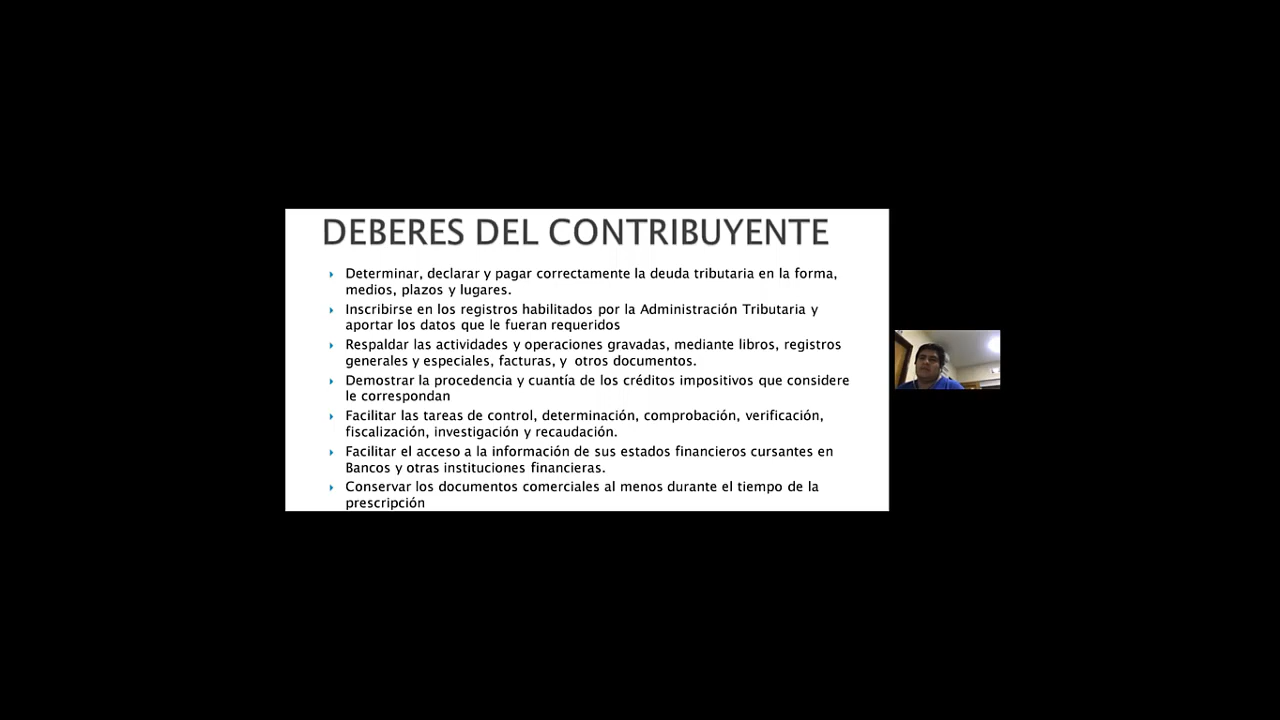 DEBERES DEL CONTRIBUYENTE
Determinar, declarar y pagar correctamente la deuda tributaria en la forma,
medios, plazos y lugares.
Inscribirse en los registros habilitados por la Administración Tributaria y
aportar los datos que le fueran requeridos
Respaldar las actividades y operaciones gravadas, mediante libros, registros
generales y especiales, facturas, y otros documentos.
Demostrar la procedencia y cuantía de los créditos impositivos que considere
le correspondan
Facilitar las tareas de control, determinación, comprobación, verificación,
fiscalización, investigación y recaudación.
Facilitar el acceso a la información de sus estados financieros cursantes en
Bancos y otras instituciones financieras.
Conservar los documentos comerciales al menos durante el tiempo de la
prescripción